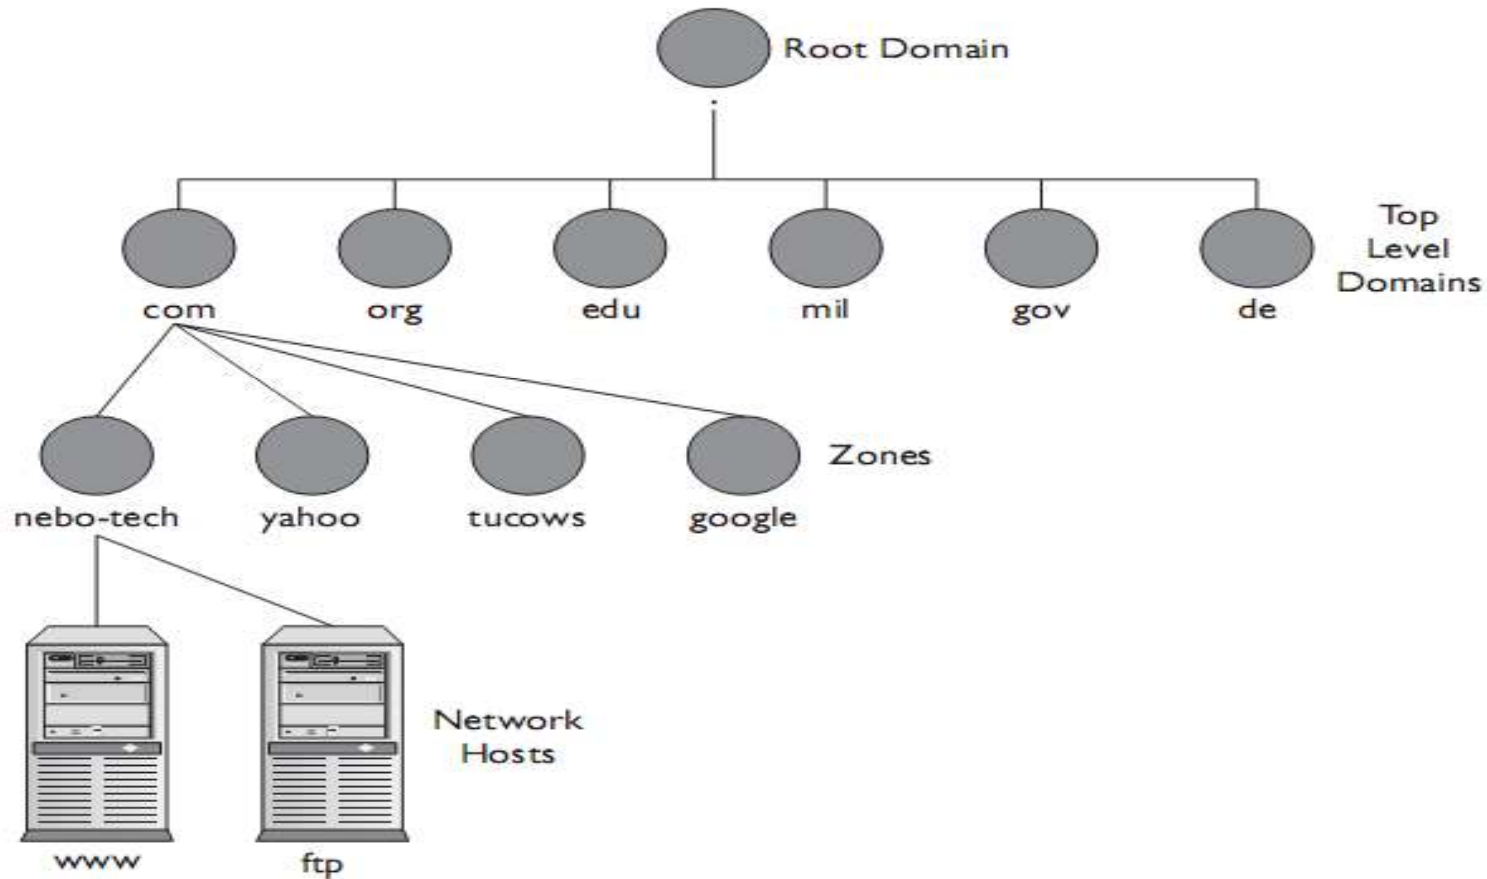 Root Domain
.
Top
Level
Domains
com
org
edu
mil
gov
de
Zones
nebo-tech
yahoo
tucows
google
Network
Hosts
www
ftp